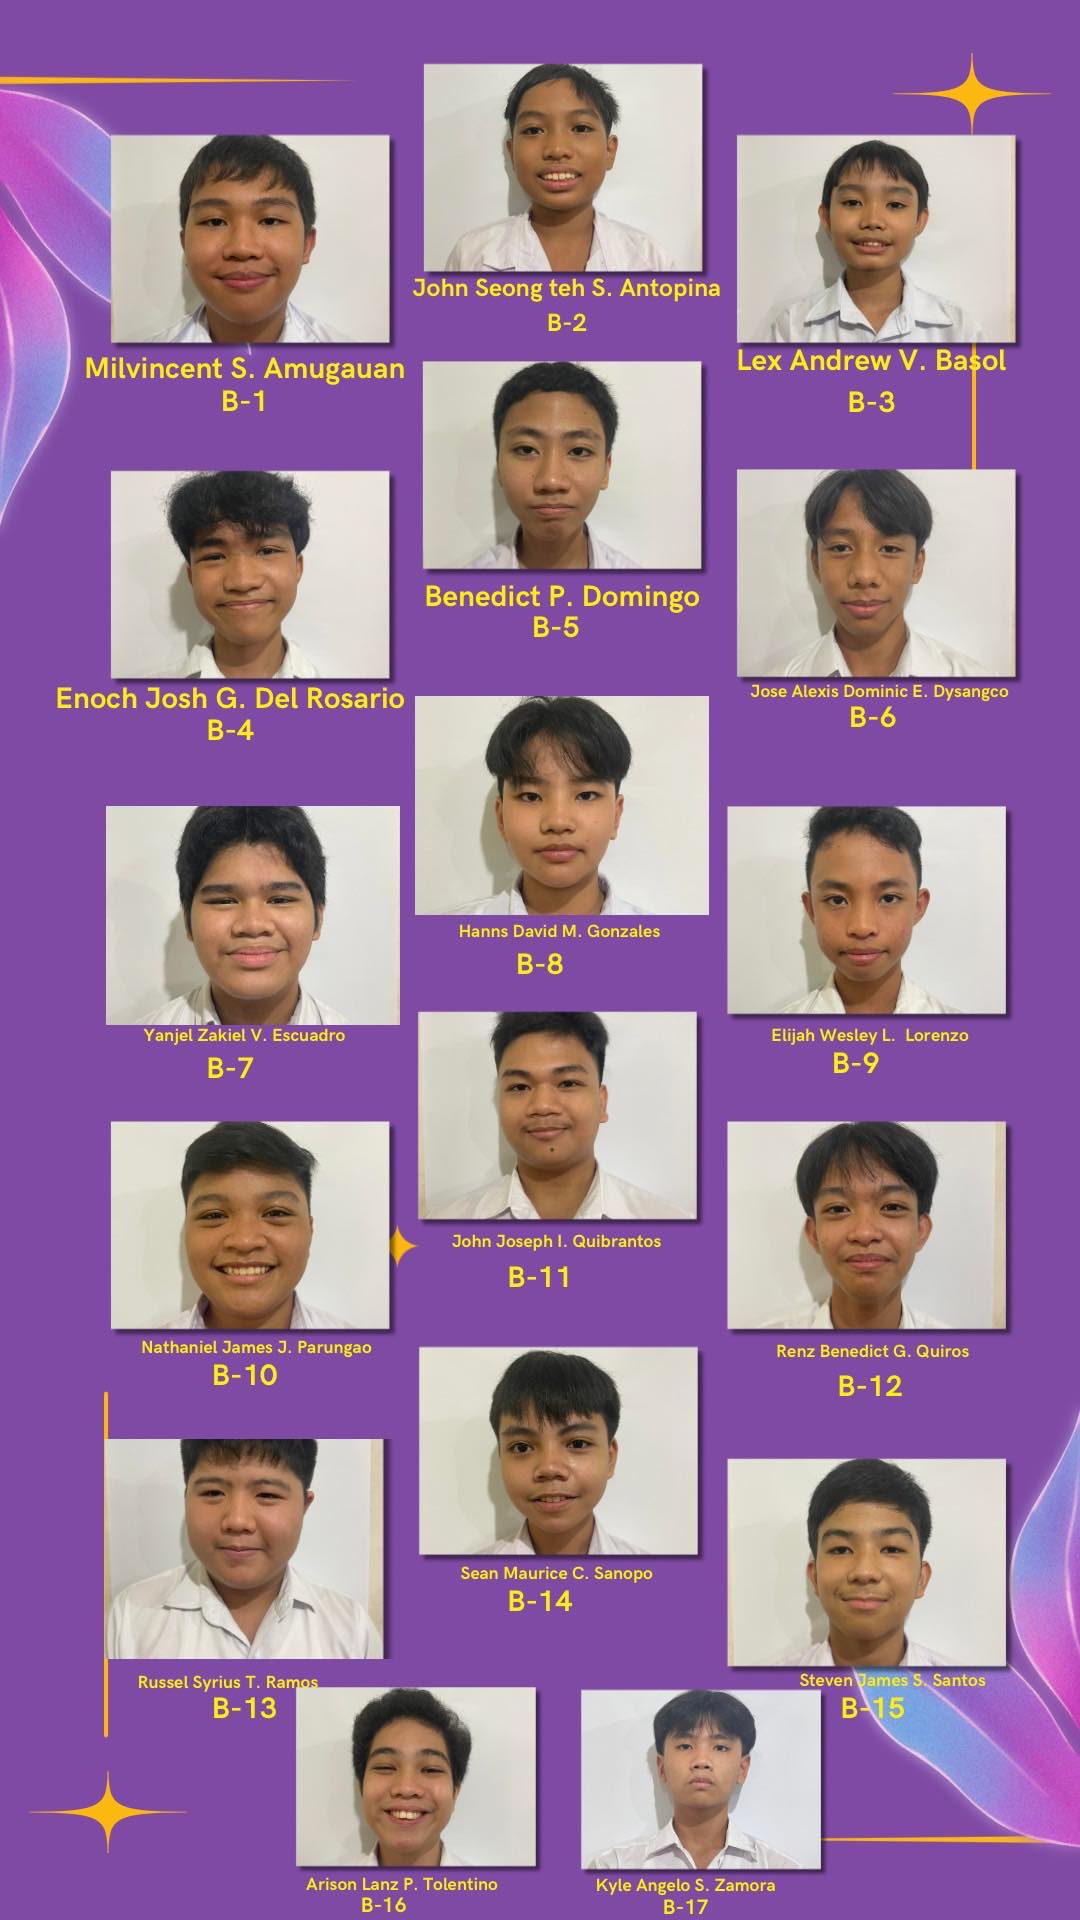 Milvincent S. Amugauan
B-1
John Seong teh S. Antopina
B-2
Lex Andrew V. Basol
B-3
Enoch Josh G. Del Rosario
B-4
Benedict P. Domingo
B-5
Jose Alexis Dominic E. Dysangco
B-6
Yanjel Zakiel V. Escuadro
B-7
Hanns David M. Gonzales
B-8
Elijah Wesley L. Lorenzo
B-9
Nathaniel James J. Parungao
B-10
John Joseph I. Quibrantos
B-11
Renz Benedict G. Quiros
B-12
Russel Syrius T. Ramos
B-13
Sean Maurice C. Sanopo
B-14
Steven James S. Santos
B-15
Arison Lanz P. Tolentino
B-16
Kyle Angelo S. Zamora
B-17